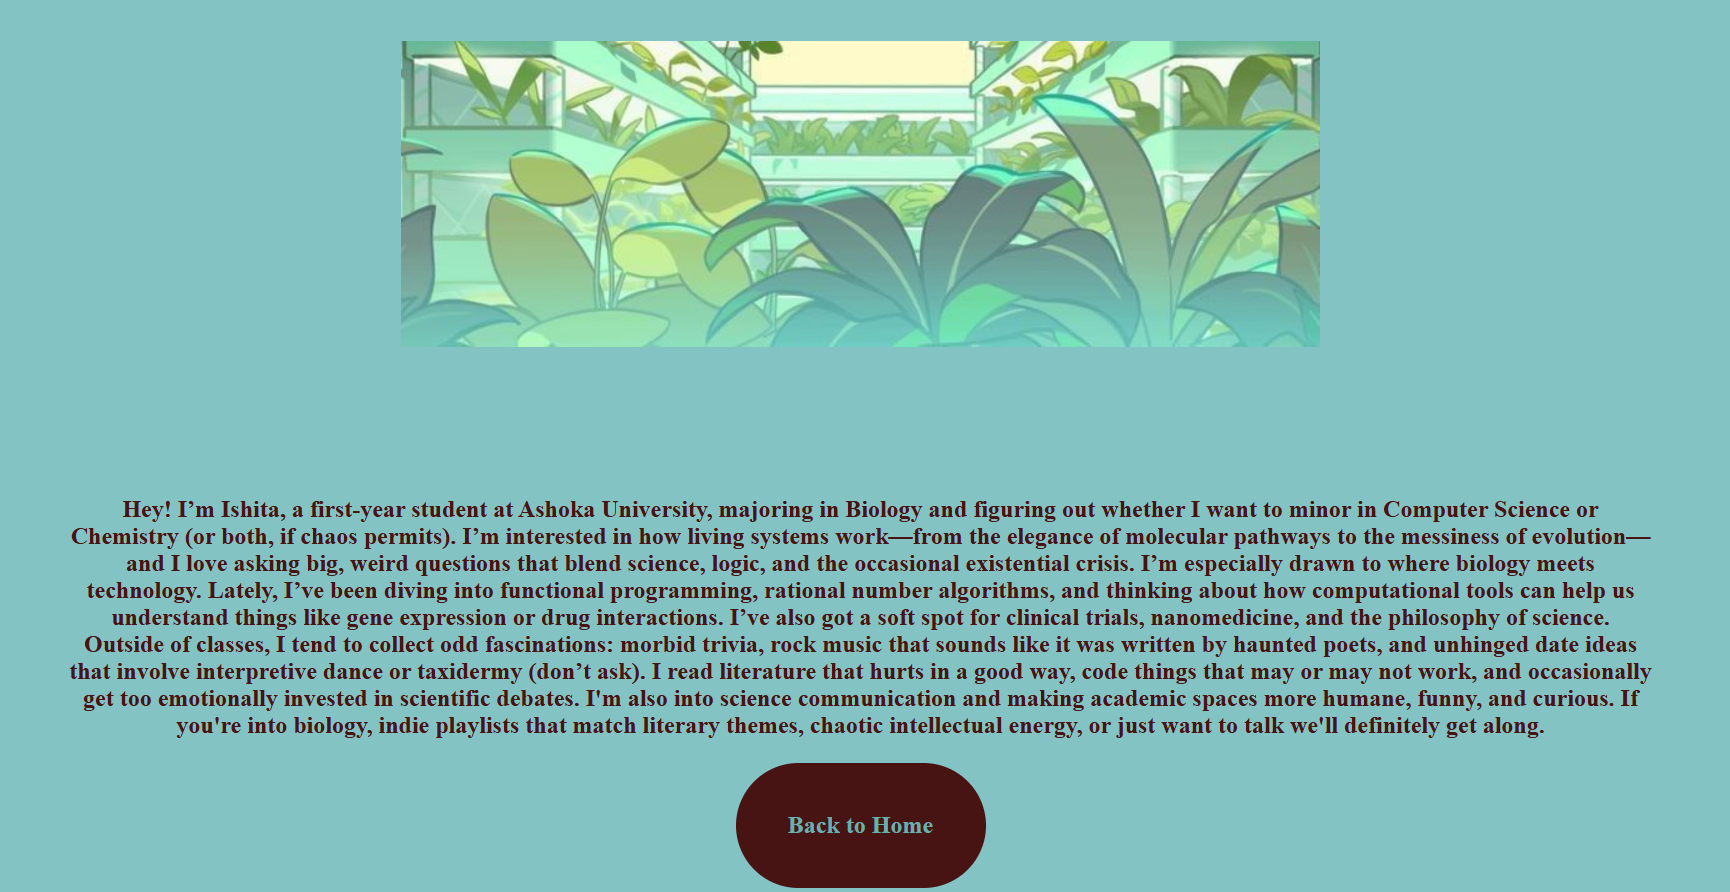 Hey! I’m Ishita, a first-year student at Ashoka University, majoring in Biology and figuring out whether I want to minor in Computer Science or
Chemistry (or both, if chaos permits). I’m interested in how living systems work—from the elegance of molecular pathways to the messiness of evolution—
and I love asking big, weird questions that blend science, logic, and the occasional existential crisis. I’m especially drawn to where biology meets
technology. Lately, I’ve been diving into functional programming, rational number algorithms, and thinking about how computational tools can help us
understand things like gene expression or drug interactions. I’ve also got a soft spot for clinical trials, nanomedicine, and the philosophy of science.
Outside of classes, I tend to collect odd fascinations: morbid trivia, rock music that sounds like it was written by haunted poets, and unhinged date ideas
that involve interpretive dance or taxidermy (don’t ask). I read literature that hurts in a good way, code things that may or may not work, and occasionally
get too emotionally invested in scientific debates. I'm also into science communication and making academic spaces more humane, funny, and curious. If
you're into biology, indie playlists that match literary themes, chaotic intellectual energy, or just want to talk we'll definitely get along.
Back to Home